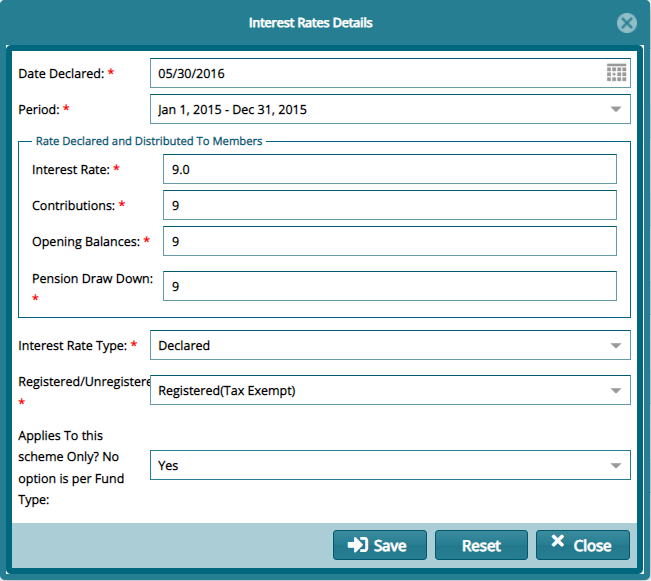 Interest Rates Details
Date Declared: *
05/30/2016
Period: *
Jan 1, 2015 - Dec 31, 2015
Rate Declared and Distributed To Members
Interest Rate: *
9.0
Contributions: *
9
Opening Balances: *
9
Pension Draw Down:
*
9
Interest Rate Type: *
Declared
Registered/Unregistere
*
Registered(Tax Exempt)
Applies To this
scheme Only? No
option is per Fund
Type:
Yes
Save Reset Close